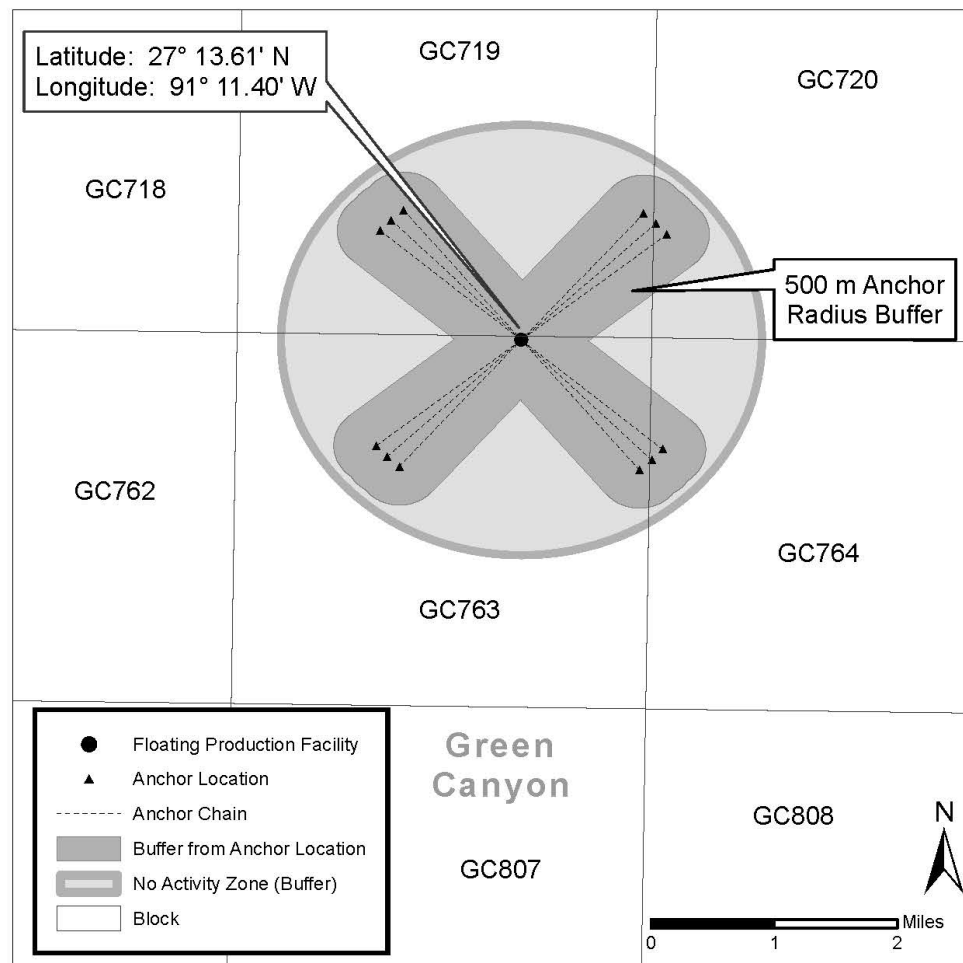 Latitude: 27° 13.61' N
Longitude: 91° 11.40' W
GC719
GC720
GC718
500 m Anchor
Radius Buffer
GC762
GC764
GC763
Green
Canyon
GC808
GC807
Floating Production Facility
Anchor Location
Anchor Chain
Buffer from Anchor Location
No Activity Zone (Buffer)
Block
N
Miles
0 1 2